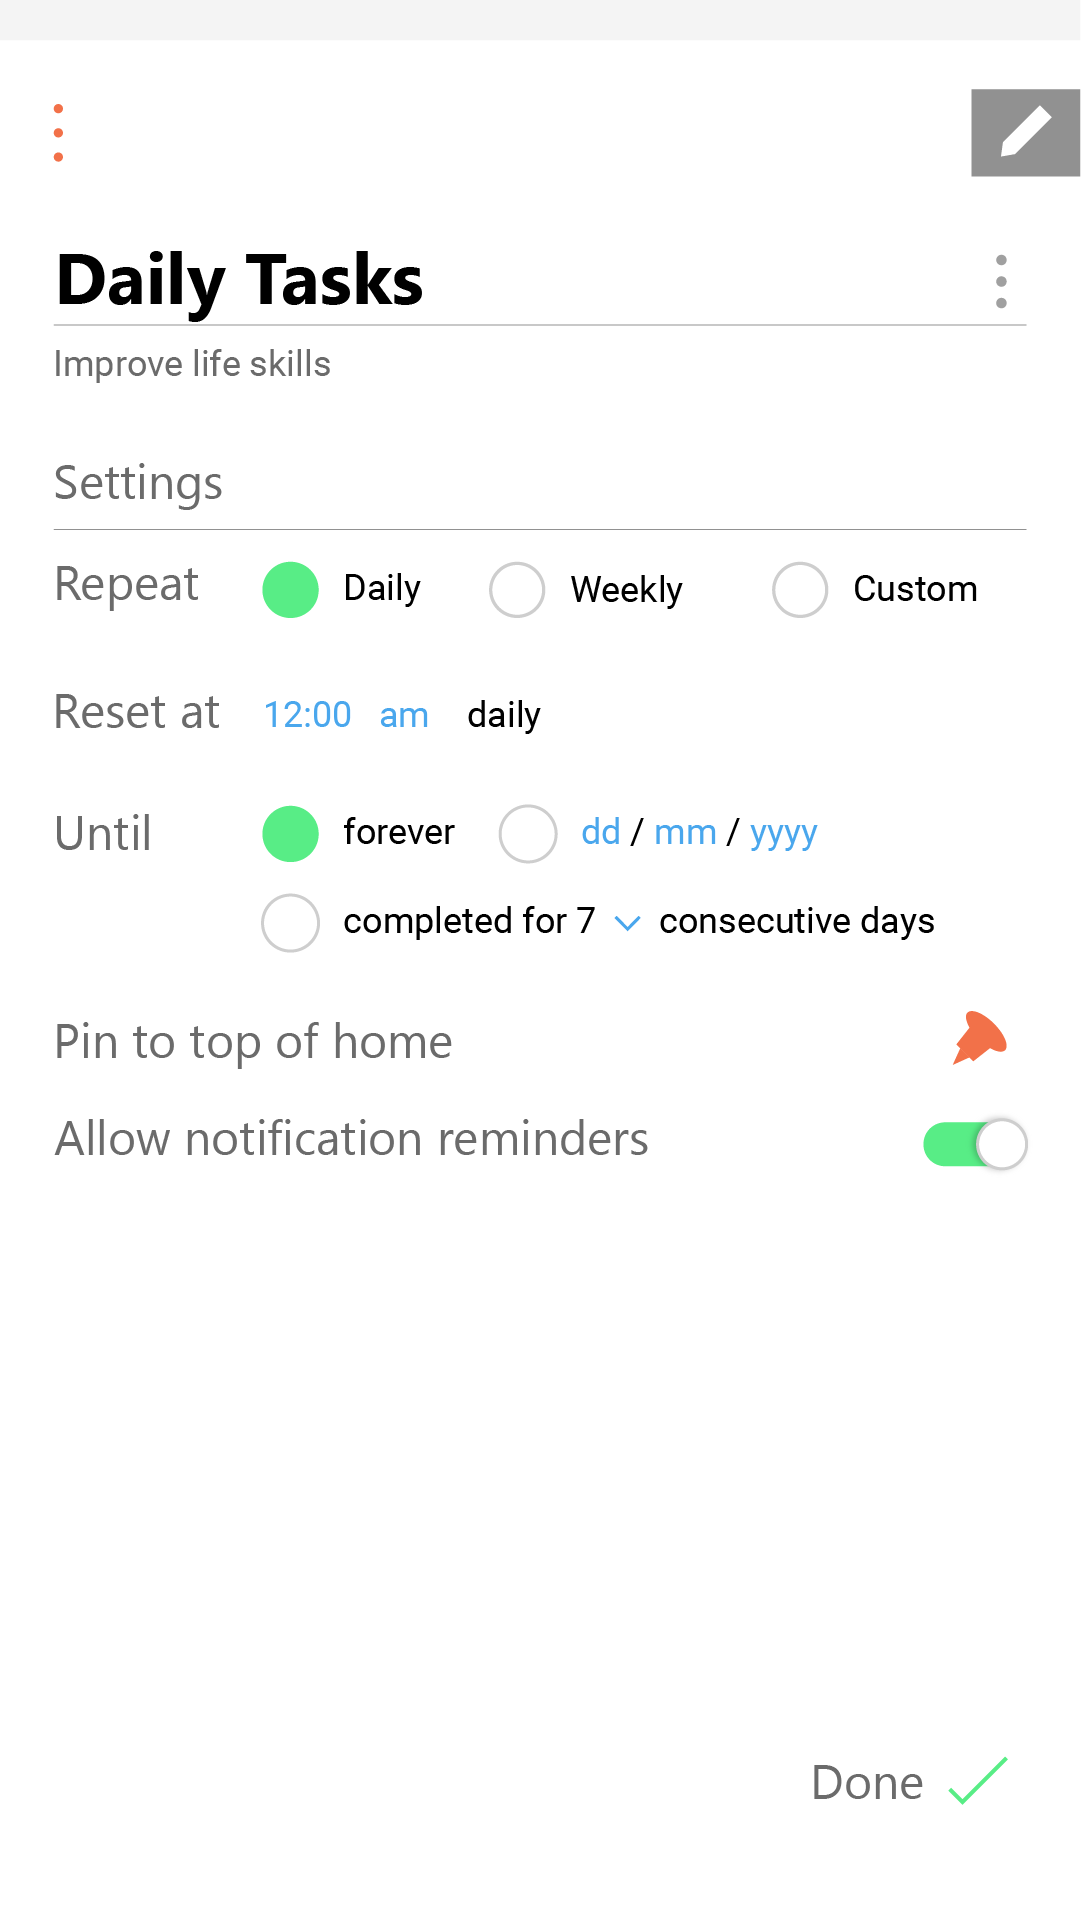 Daily Tasks
Improve life skills
Settings
Repeat Daily Weekly Custom
Reset at 12:00 am daily
Until forever dd / mm / yyyy
completed for 7 consecutive days
Pin to top of home
Allow notification reminders
Done